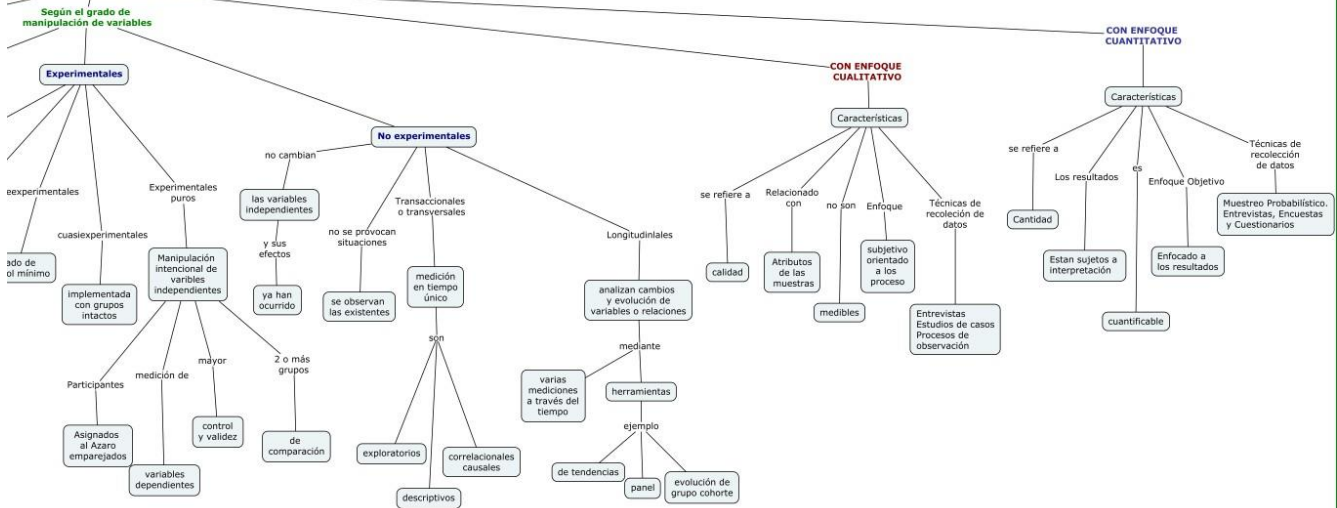 Según el grado de
manipulación de variables
Experimentales
eexperimentales
ado de
ol mínimo
cuasiexperimentales
implementada
con grupos
intactos
Experimentales
puros
Manipulación
intencional de
varibles
independientes
Participantes
Asignados
al Azaro
emparejados
medición de
variables
dependientes
mayor
control
y validez
2 o más
grupos
de
comparación
No experimentales
no cambian
las variables
independientes
y sus
efectos
ya han
ocurrido
no se provocan
situaciones
se observan
las existentes
Transaccionales
o transversales
medición
en tiempo
único
son
exploratorios
descriptivos
correlacionales
causales
Longitudinlales
analizan cambios
y evolución de
variables o relaciones
mediante
varias
mediciones
a través del
tiempo
herramientas
ejemplo
de tendencias
panel
evolución de
grupo cohorte
CON ENFOQUE
CUALITATIVO
Características
se refiere a
calidad
Relacionado
con
Atributos
de las
muestras
no son
medibles
Enfoque
subjetivo
orientado
a los
proceso
Técnicas de
recoleción de
datos
Entrevistas
Estudios de casos
Procesos de
observación
CON ENFOQUE
CUANTITATIVO
Características
se refiere a
Cantidad
Los resultados
Estan sujetos a
interpretación
es
cuantificable
Enfoque Objetivo
Enfocado a
los resultados
Técnicas de
recolección
de datos
Muestreo Probabilístico.
Entrevistas, Encuestas
y Cuestionarios